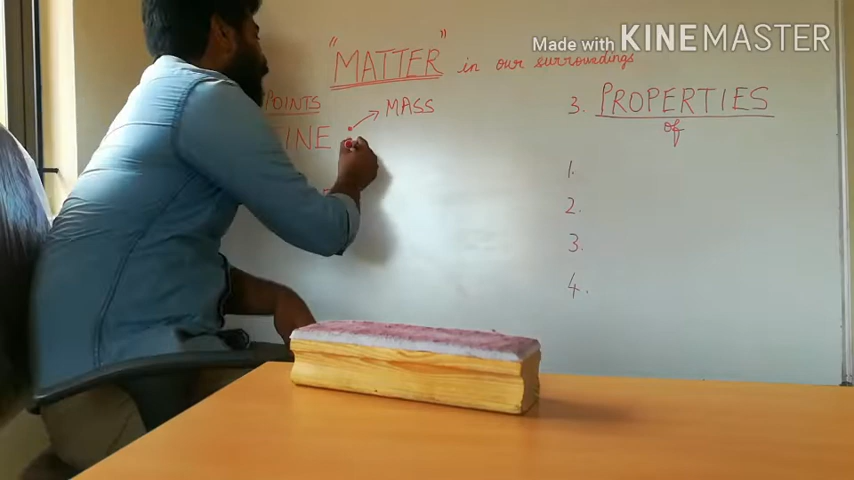 Made with KINEMASTER
"MATTER" in our surroundings
POINTS
MASS
INE
3. PROPERTIES
of
1.
2.
3.
4.